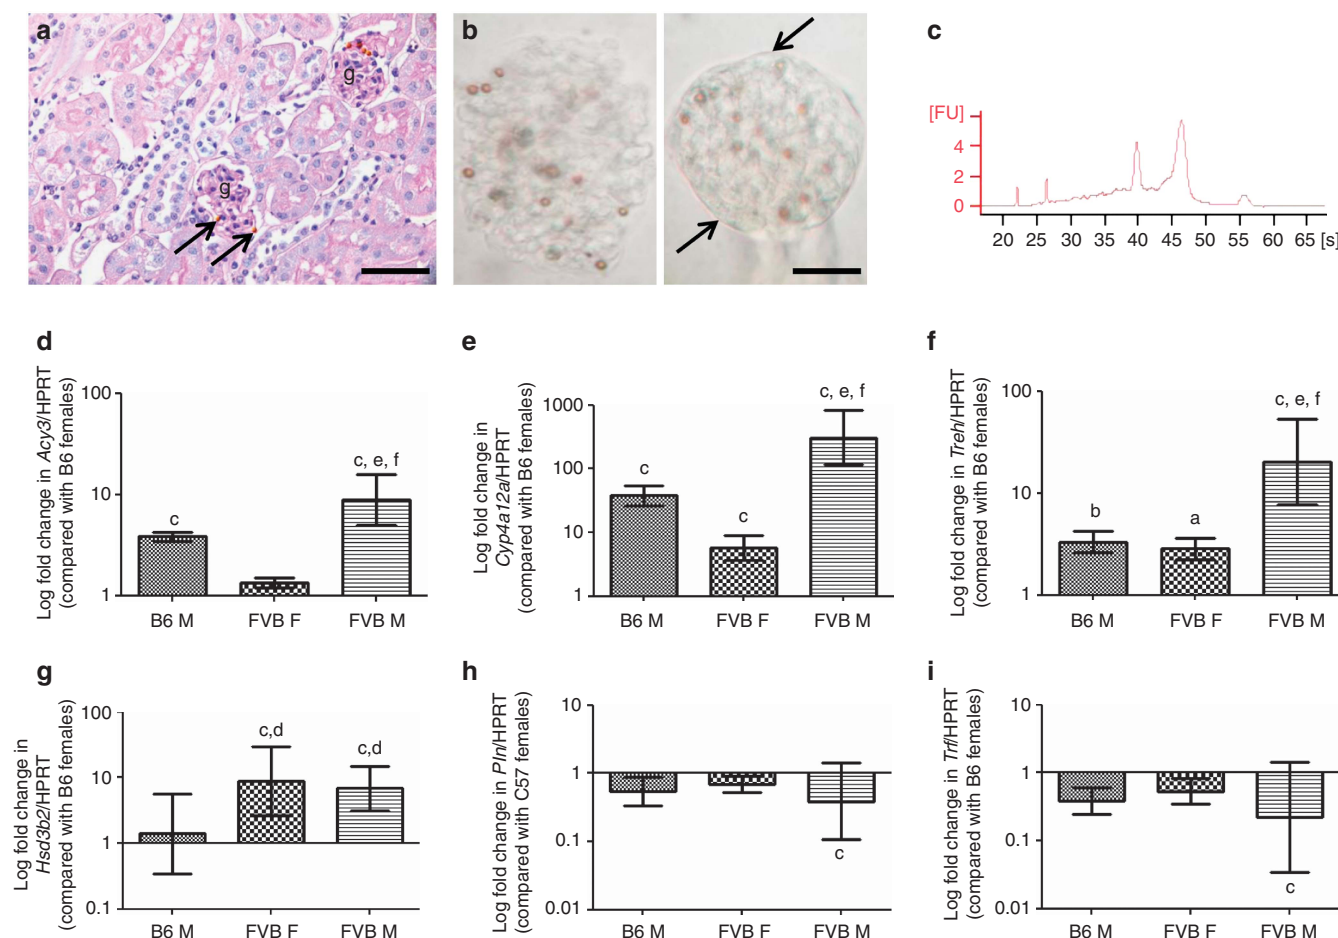 a
g
g
b
c
[FU]
4
2
0
20 25 30 35 40 45 50 55 60 65 [s]
d
Log fold change in Acy3/HPRT
(compared with B6 females)
100
10
1
c
c, e, f
B6 M FVB F FVB M
e
Log fold change in
Cyp4a12a/HPRT
(compared with B6 females)
1000
100
10
1
c
c
c, e, f
B6 M FVB F FVB M
f
Log fold change in Treh/HPRT
(compared with B6 females)
100
10
1
b
a
c, e, f
B6 M FVB F FVB M
g
Log fold change in
Hsd3b2/HPRT
(compared with B6 females)
100
10
1
0.1
c,d
c,d
B6 M FVB F FVB M
h
Log fold change in Pln/HPRT
(compared with C57 females)
10
1
0.1
0.01
c
B6 M FVB F FVB M
i
Log fold change in Trf/HPRT
(compared with B6 females)
10
1
0.1
0.01
c
B6 M FVB F FVB M